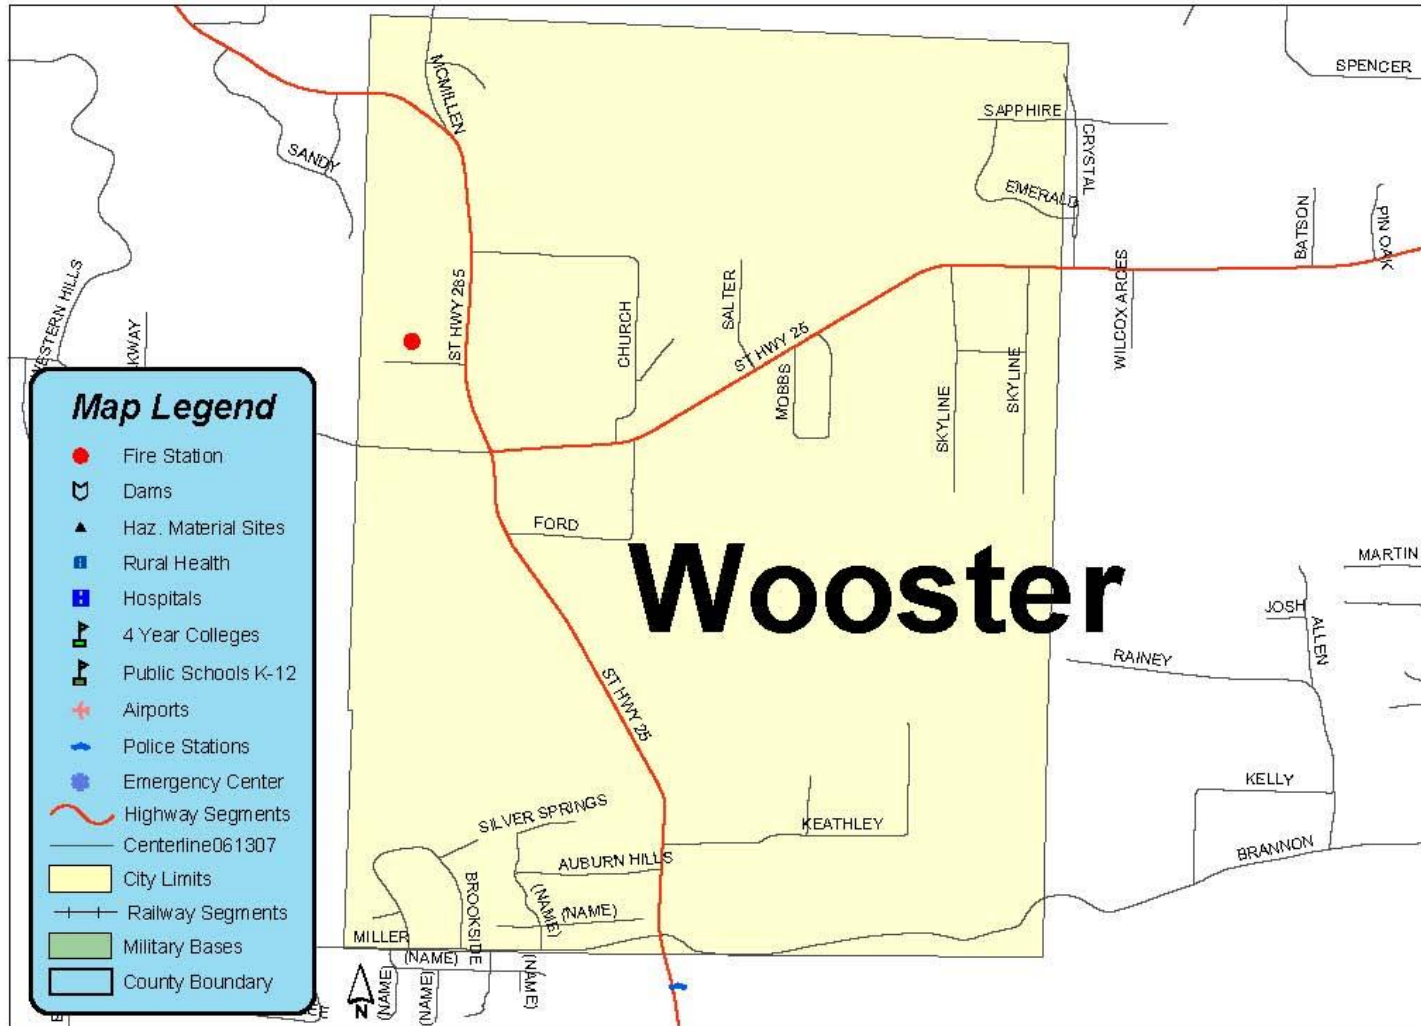 SPENCER
MCMILLEN
SAPPHIRE
CRYSTAL
SANDY
EMERALD
BATSON
PIN OAK
WESTERN HILLS
KWAY
ST HWY 285
CHURCH
SALTER
ST HWY 25
WILCOX ARDES
MOBBS
SKYLINE
SKYLINE
FORD
Wooster
MARTIN
JOSH
ALLEN
RAINEY
ST HWY 25
KELLY
BRANNON
SILVER SPRINGS
KEATHLEY
AUBURN HILLS
BROOKSIDE
(NAME)
(NAME)
MILLER
(NAME)
(NAME)
(NAME)
(NAME)
N
Map Legend
Fire Station
Dams
Haz. Material Sites
Rural Health
Hospitals
4 Year Colleges
Public Schools K-12
Airports
Police Stations
Emergency Center
Highway Segments
Centerline061307
City Limits
Railway Segments
Military Bases
County Boundary